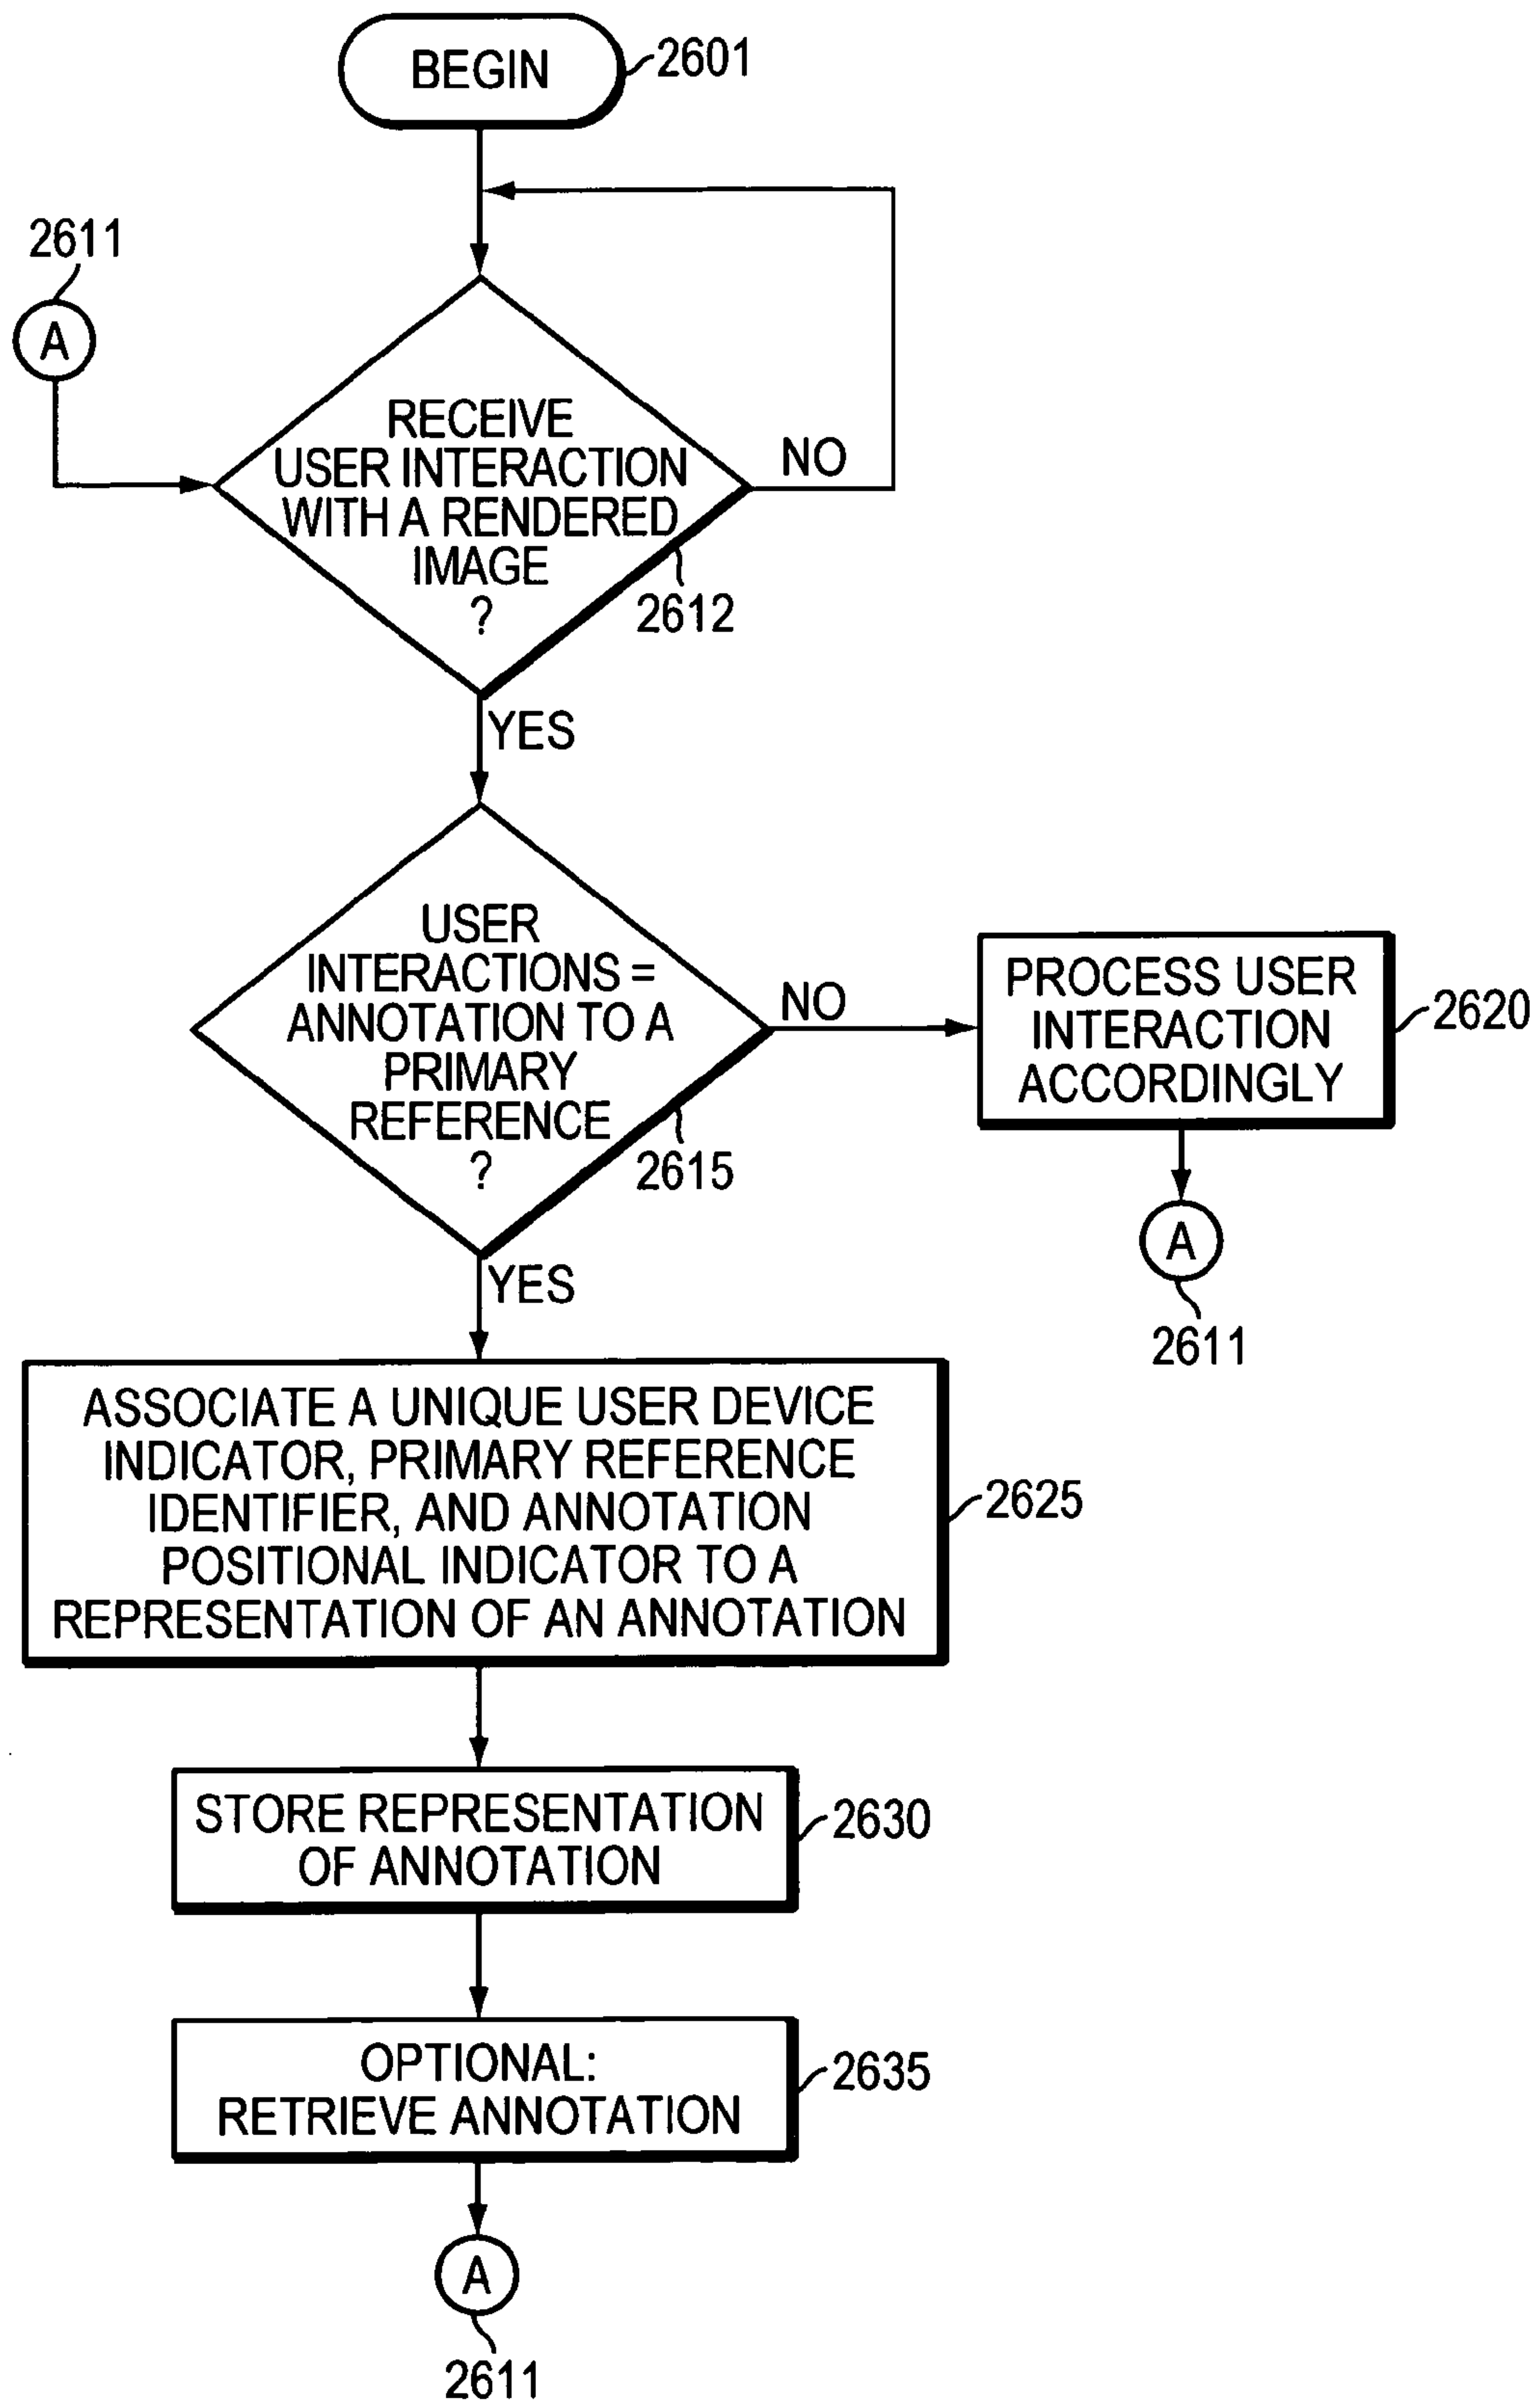 BEGIN
2601
2611
A
RECEIVE
USER INTERACTION
WITH A RENDERED
IMAGE
?
NO
2612
YES
USER
INTERACTIONS =
ANNOTATION TO A
PRIMARY
REFERENCE
?
NO
2615
PROCESS USER
INTERACTION
ACCORDINGLY
2620
A
2611
YES
ASSOCIATE A UNIQUE USER DEVICE
INDICATOR, PRIMARY REFERENCE
IDENTIFIER, AND ANNOTATION
POSITIONAL INDICATOR TO A
REPRESENTATION OF AN ANNOTATION
2625
STORE REPRESENTATION
OF ANNOTATION
2630
OPTIONAL:
RETRIEVE ANNOTATION
2635
A
2611